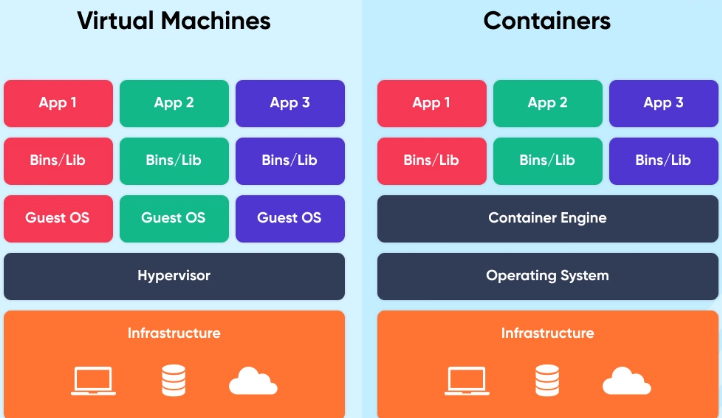 Virtual Machines
App 1
App 2
App 3
Bins/Lib
Bins/Lib
Bins/Lib
Guest OS
Guest OS
Guest OS
Hypervisor
Infrastructure
Containers
App 1
App 2
App 3
Bins/Lib
Bins/Lib
Bins/Lib
Container Engine
Operating System
Infrastructure